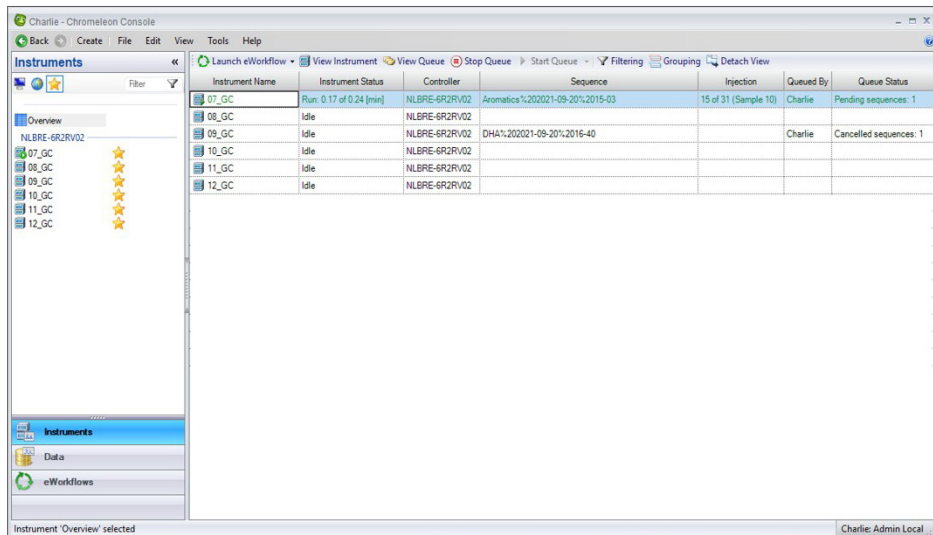 Charlie - Chromeleon Console
Back Create File Edit View Tools Help
Instruments «
Launch eWorkflow View Instrument View Queue Stop Queue Start Queue Filtering Grouping Detach View
Filter
Instrument Name Instrument Status Controller Sequence Injection Queued By Queue Status
07_GC Run: 0.17 of 0.24 [min] NLBRE-6R2RV02 Aromatics%202021-09-20%2015-03 15 of 31 (Sample 10) Charlie Pending sequences: 1
08_GC Idle NLBRE-6R2RV02
09_GC Idle NLBRE-6R2RV02 DHA%202021-09-20%2016-40 Charlie Cancelled sequences: 1
10_GC Idle NLBRE-6R2RV02
11_GC Idle NLBRE-6R2RV02
12_GC Idle NLBRE-6R2RV02
Overview
NLBRE-6R2RV02
07_GC
08_GC
09_GC
10_GC
11_GC
12_GC
Instruments
Data
eWorkflows
Instrument 'Overview' selected
Charlie: Admin Local